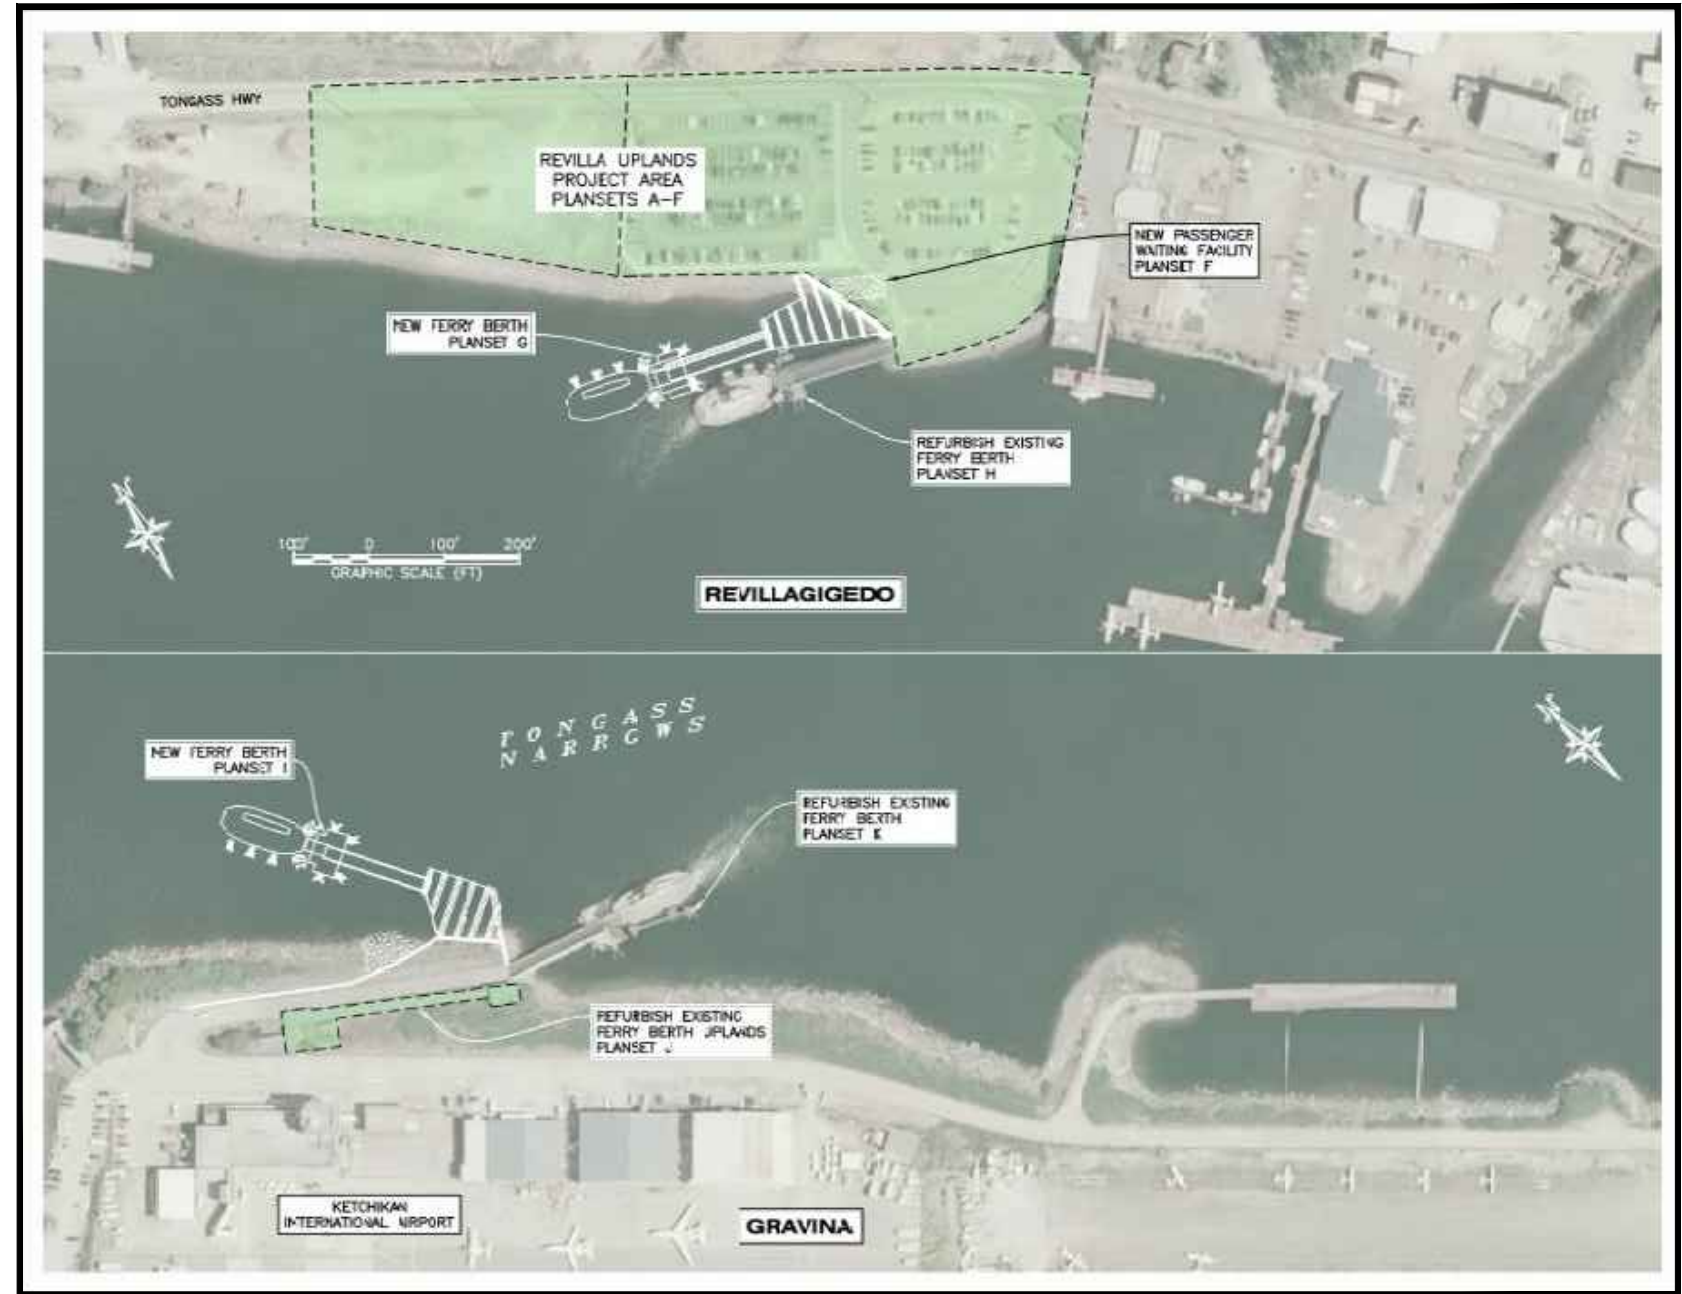 TONGASS HWY
REVILLA UPLANDS
PROJECT AREA
PLANSETS A-F
NEW PASSENGER
WAITING FACILITY
PLANSET F
NEW FERRY BERTH
PLANSET G
REFURBISH EXISTING
FERRY BERTH
PLANSET H
N
100' 0 100' 200'
GRAPHIC SCALE (FT)
REVILLAGIGEDO
TONGASS
NARROWS
NEW FERRY BERTH
PLANSET I
REFURBISH EXISTING
FERRY BERTH
PLANSET K
N
REFURBISH EXISTING
FERRY BERTH UPLANDS
PLANSET J
KETCHIKAN
INTERNATIONAL AIRPORT
GRAVINA